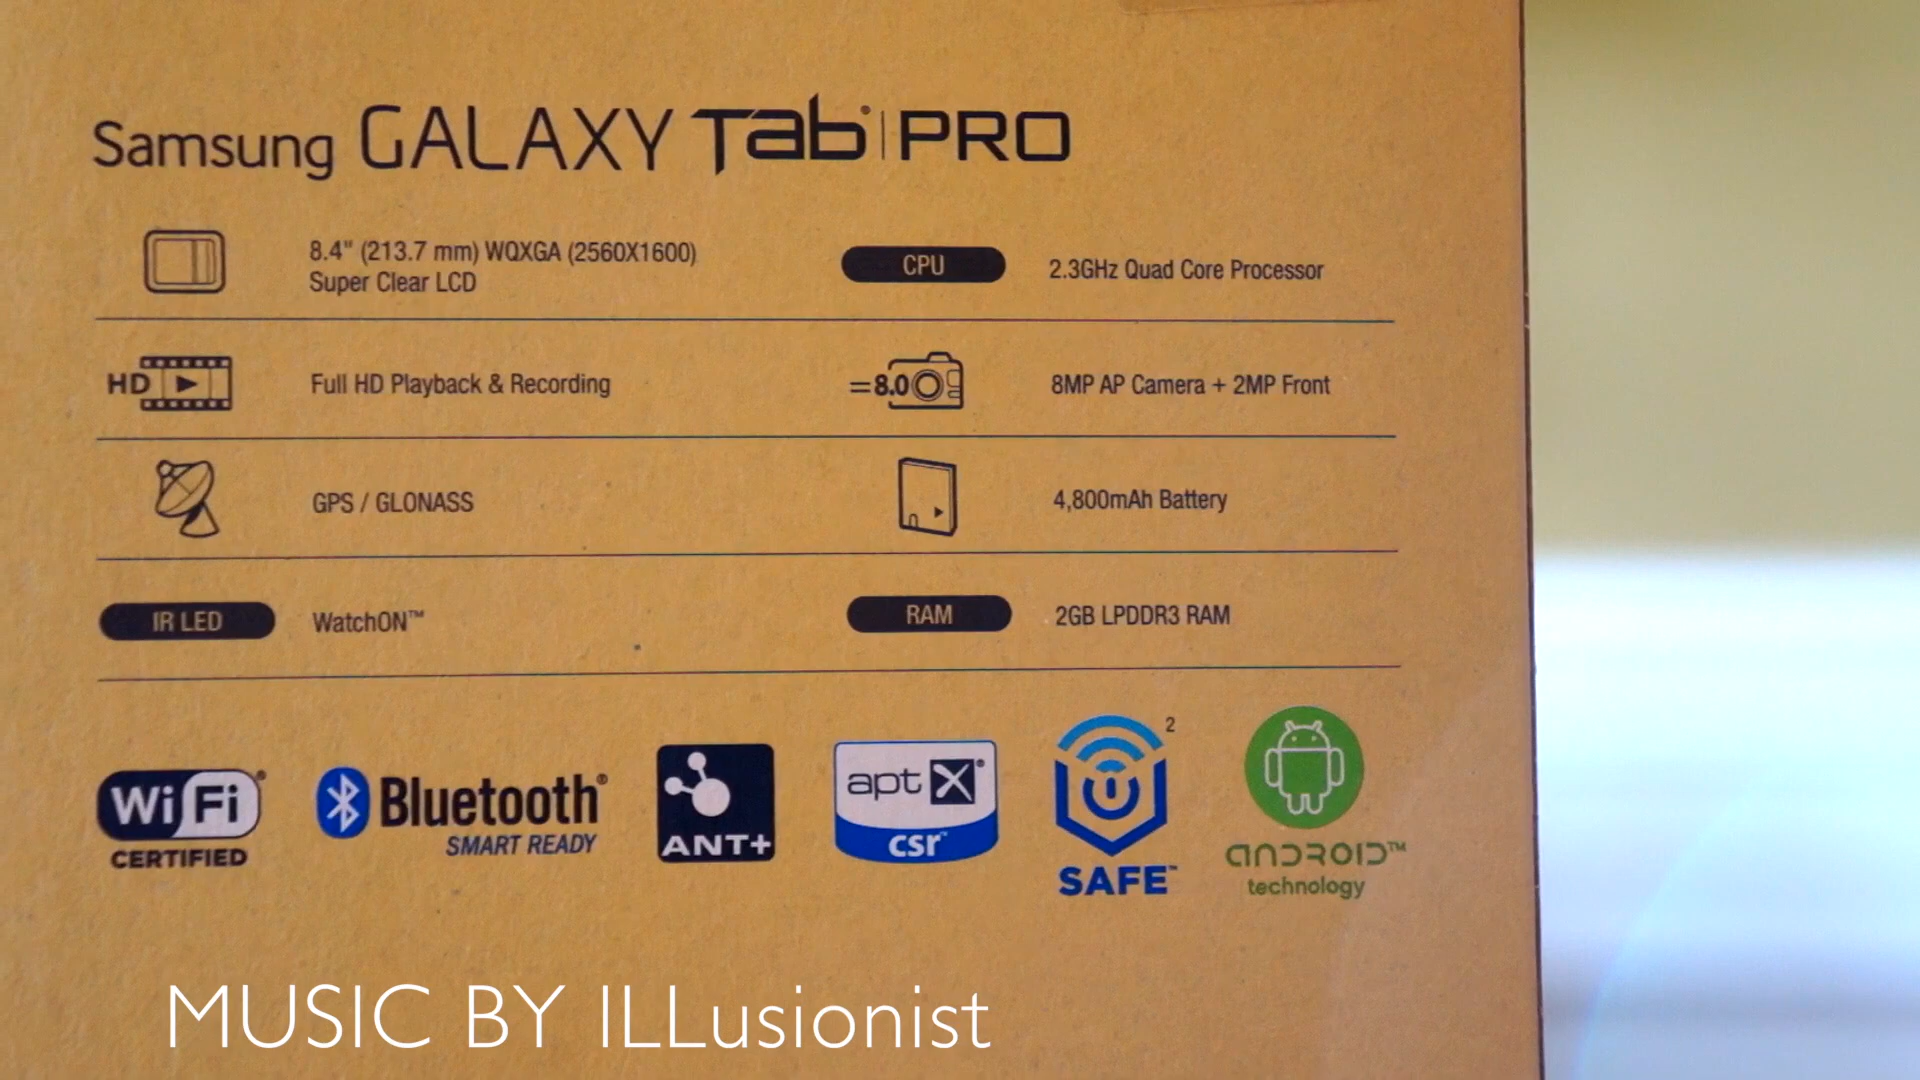 Samsung GALAXY Tab® | PRO
8.4" (213.7 mm) WQXGA (2560X1600)
Super Clear LCD
CPU
2.3GHz Quad Core Processor
HD
Full HD Playback & Recording
=8.0
8MP AP Camera + 2MP Front
GPS / GLONASS
4,800mAh Battery
IR LED
WatchON™
RAM
2GB LPDDR3 RAM
Wi Fi®
CERTIFIED
Bluetooth®
SMART READY
ANT+
aptX®
csr™
2
SAFE™
ANDROID™
technology
MUSIC BY ILLusionist